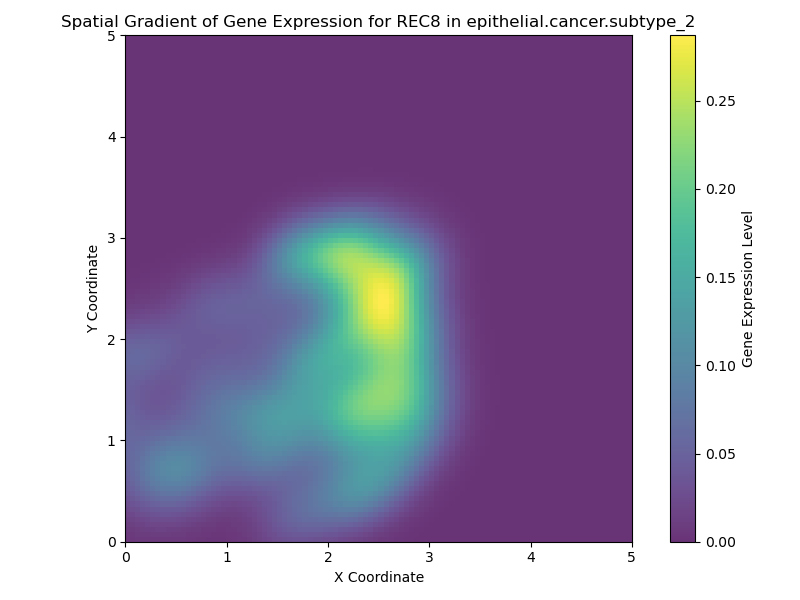 Spatial Gradient of Gene Expression for REC8 in epithelial.cancer.subtype_2
5
4
3
2
1
0
Y Coordinate
0 1 2 3 4 5
X Coordinate
0.25
0.20
0.15
0.10
0.05
0.00
Gene Expression Level